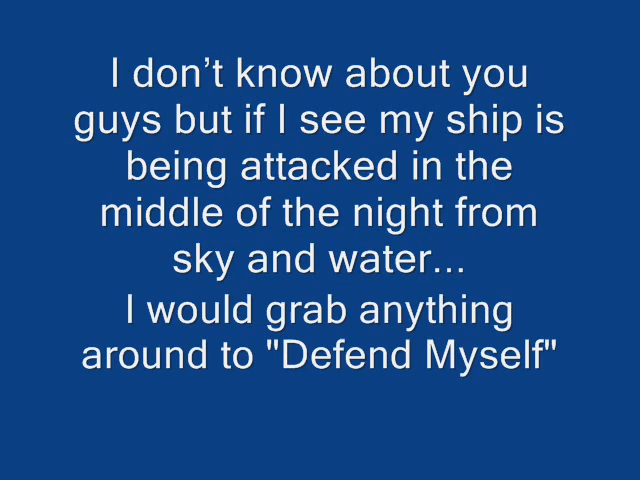 I don’t know about you
guys but if I see my ship is
being attacked in the
middle of the night from
sky and water...
I would grab anything
around to "Defend Myself"